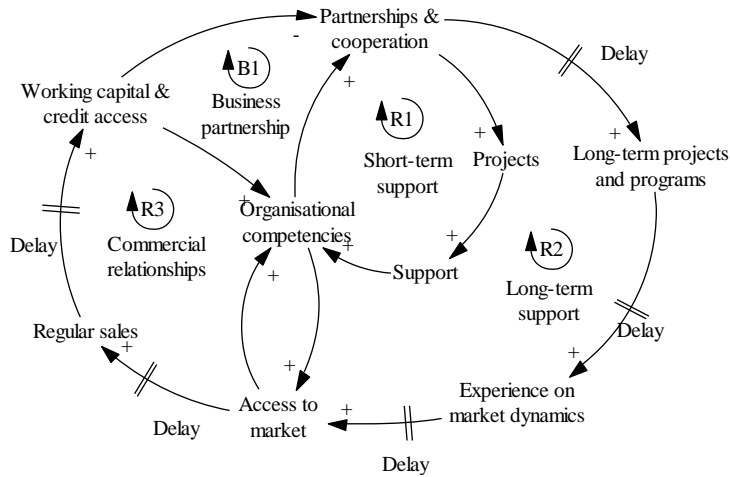 Partnerships &
cooperation
-
B1
Delay
Working capital &
credit access
Business
partnership
+
R1
+
+
Short-term
support
Projects
Long-term projects
and programs
+
R3
+
Organisational
competencies
+
+
Delay
Commercial
relationships
Support
R2
Long-term
support
+
Regular sales
+
Delay
+
+
Experience on
market dynamics
Access to
market
+
Delay
Delay